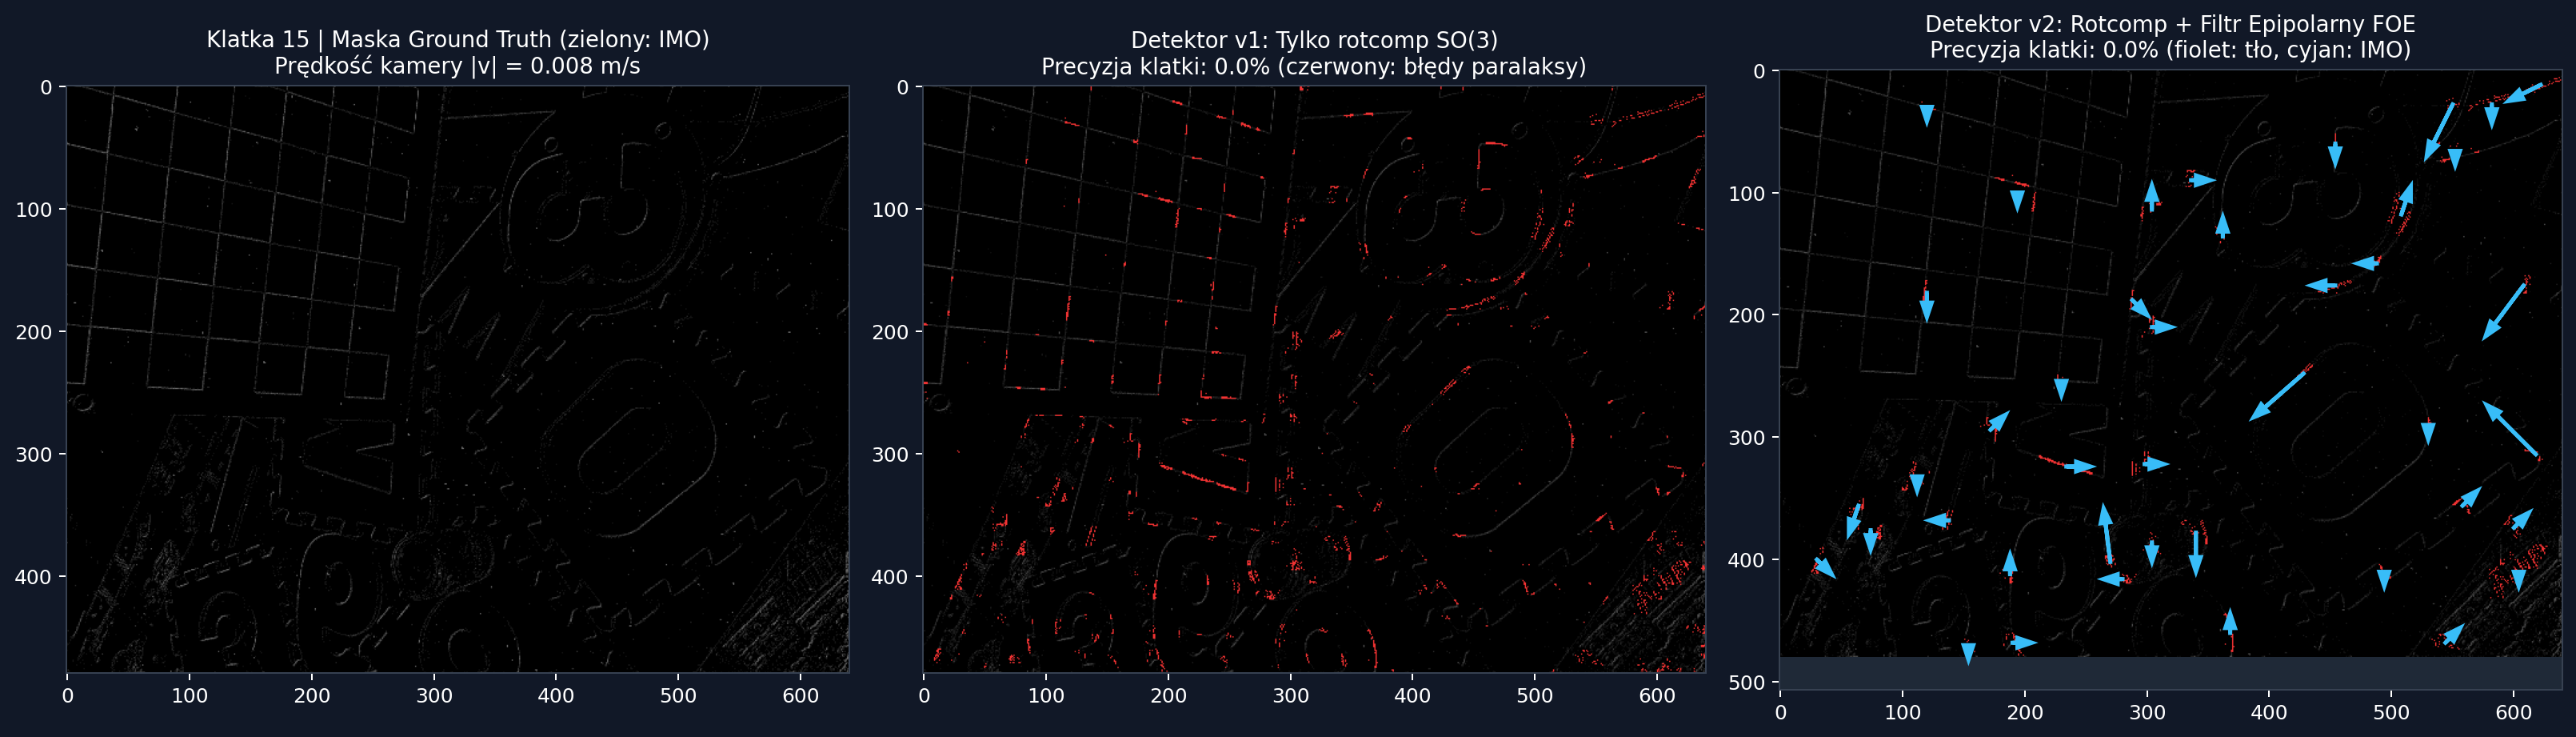 Klatka 15 | Maska Ground Truth (zielony: IMO)
Prędkość kamery |v| = 0.008 m/s
0
100
200
300
400
0 100 200 300 400 500 600
Detektor v1: Tylko rotcomp SO(3)
Precyzja klatki: 0.0% (czerwony: błędy paralaksy)
0
100
200
300
400
0 100 200 300 400 500 600
Detektor v2: Rotcomp + Filtr Epipolarny FOE
Precyzja klatki: 0.0% (fiolet: tło, cyjan: IMO)
0
100
200
300
400
500
0 100 200 300 400 500 600